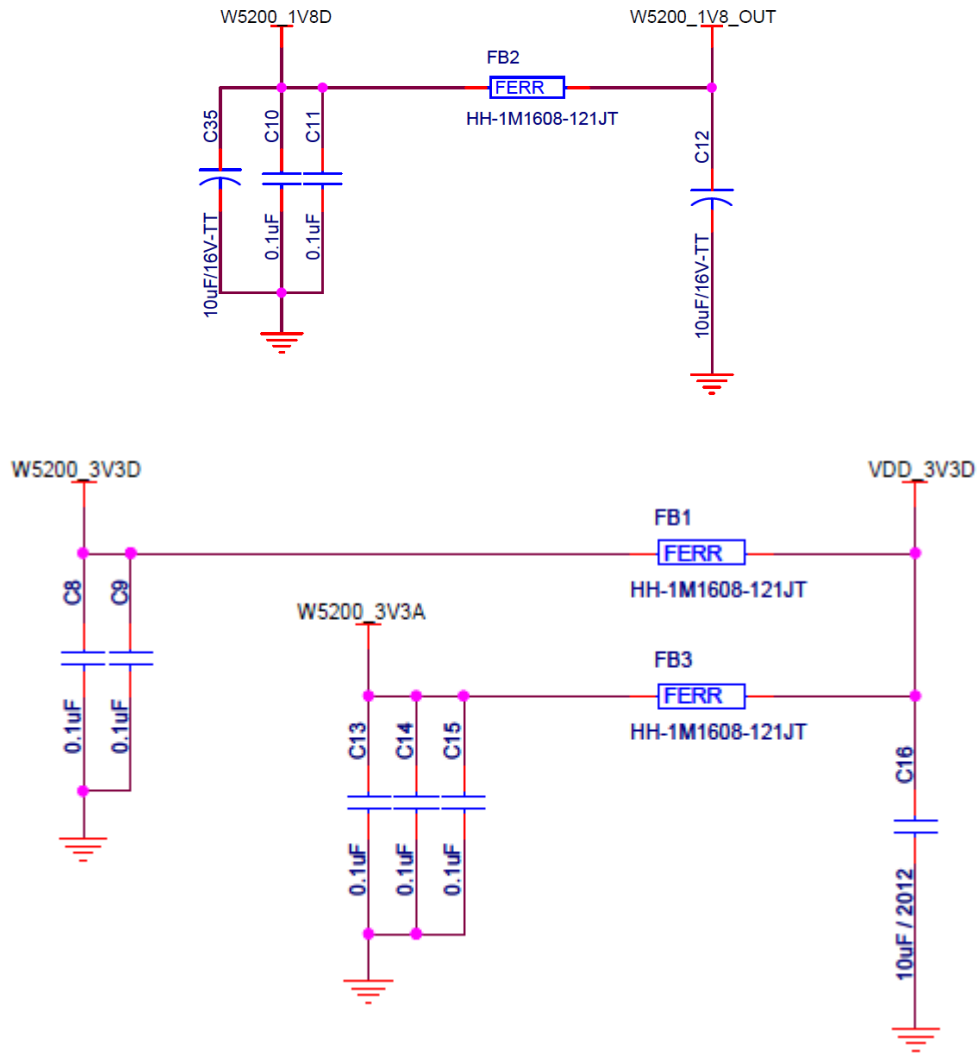 W5200_1V8D
W5200_1V8_OUT
FB2
FERR
HH-1M1608-121JT
C35
C10
C11
C12
10uF/16V-TT
0.1uF
0.1uF
10uF/16V-TT
W5200_3V3D
VDD_3V3D
FB1
FERR
HH-1M1608-121JT
C8
C9
W5200_3V3A
FB3
FERR
HH-1M1608-121JT
0.1uF
0.1uF
C13
C14
C15
C16
0.1uF
0.1uF
0.1uF
10uF / 2012